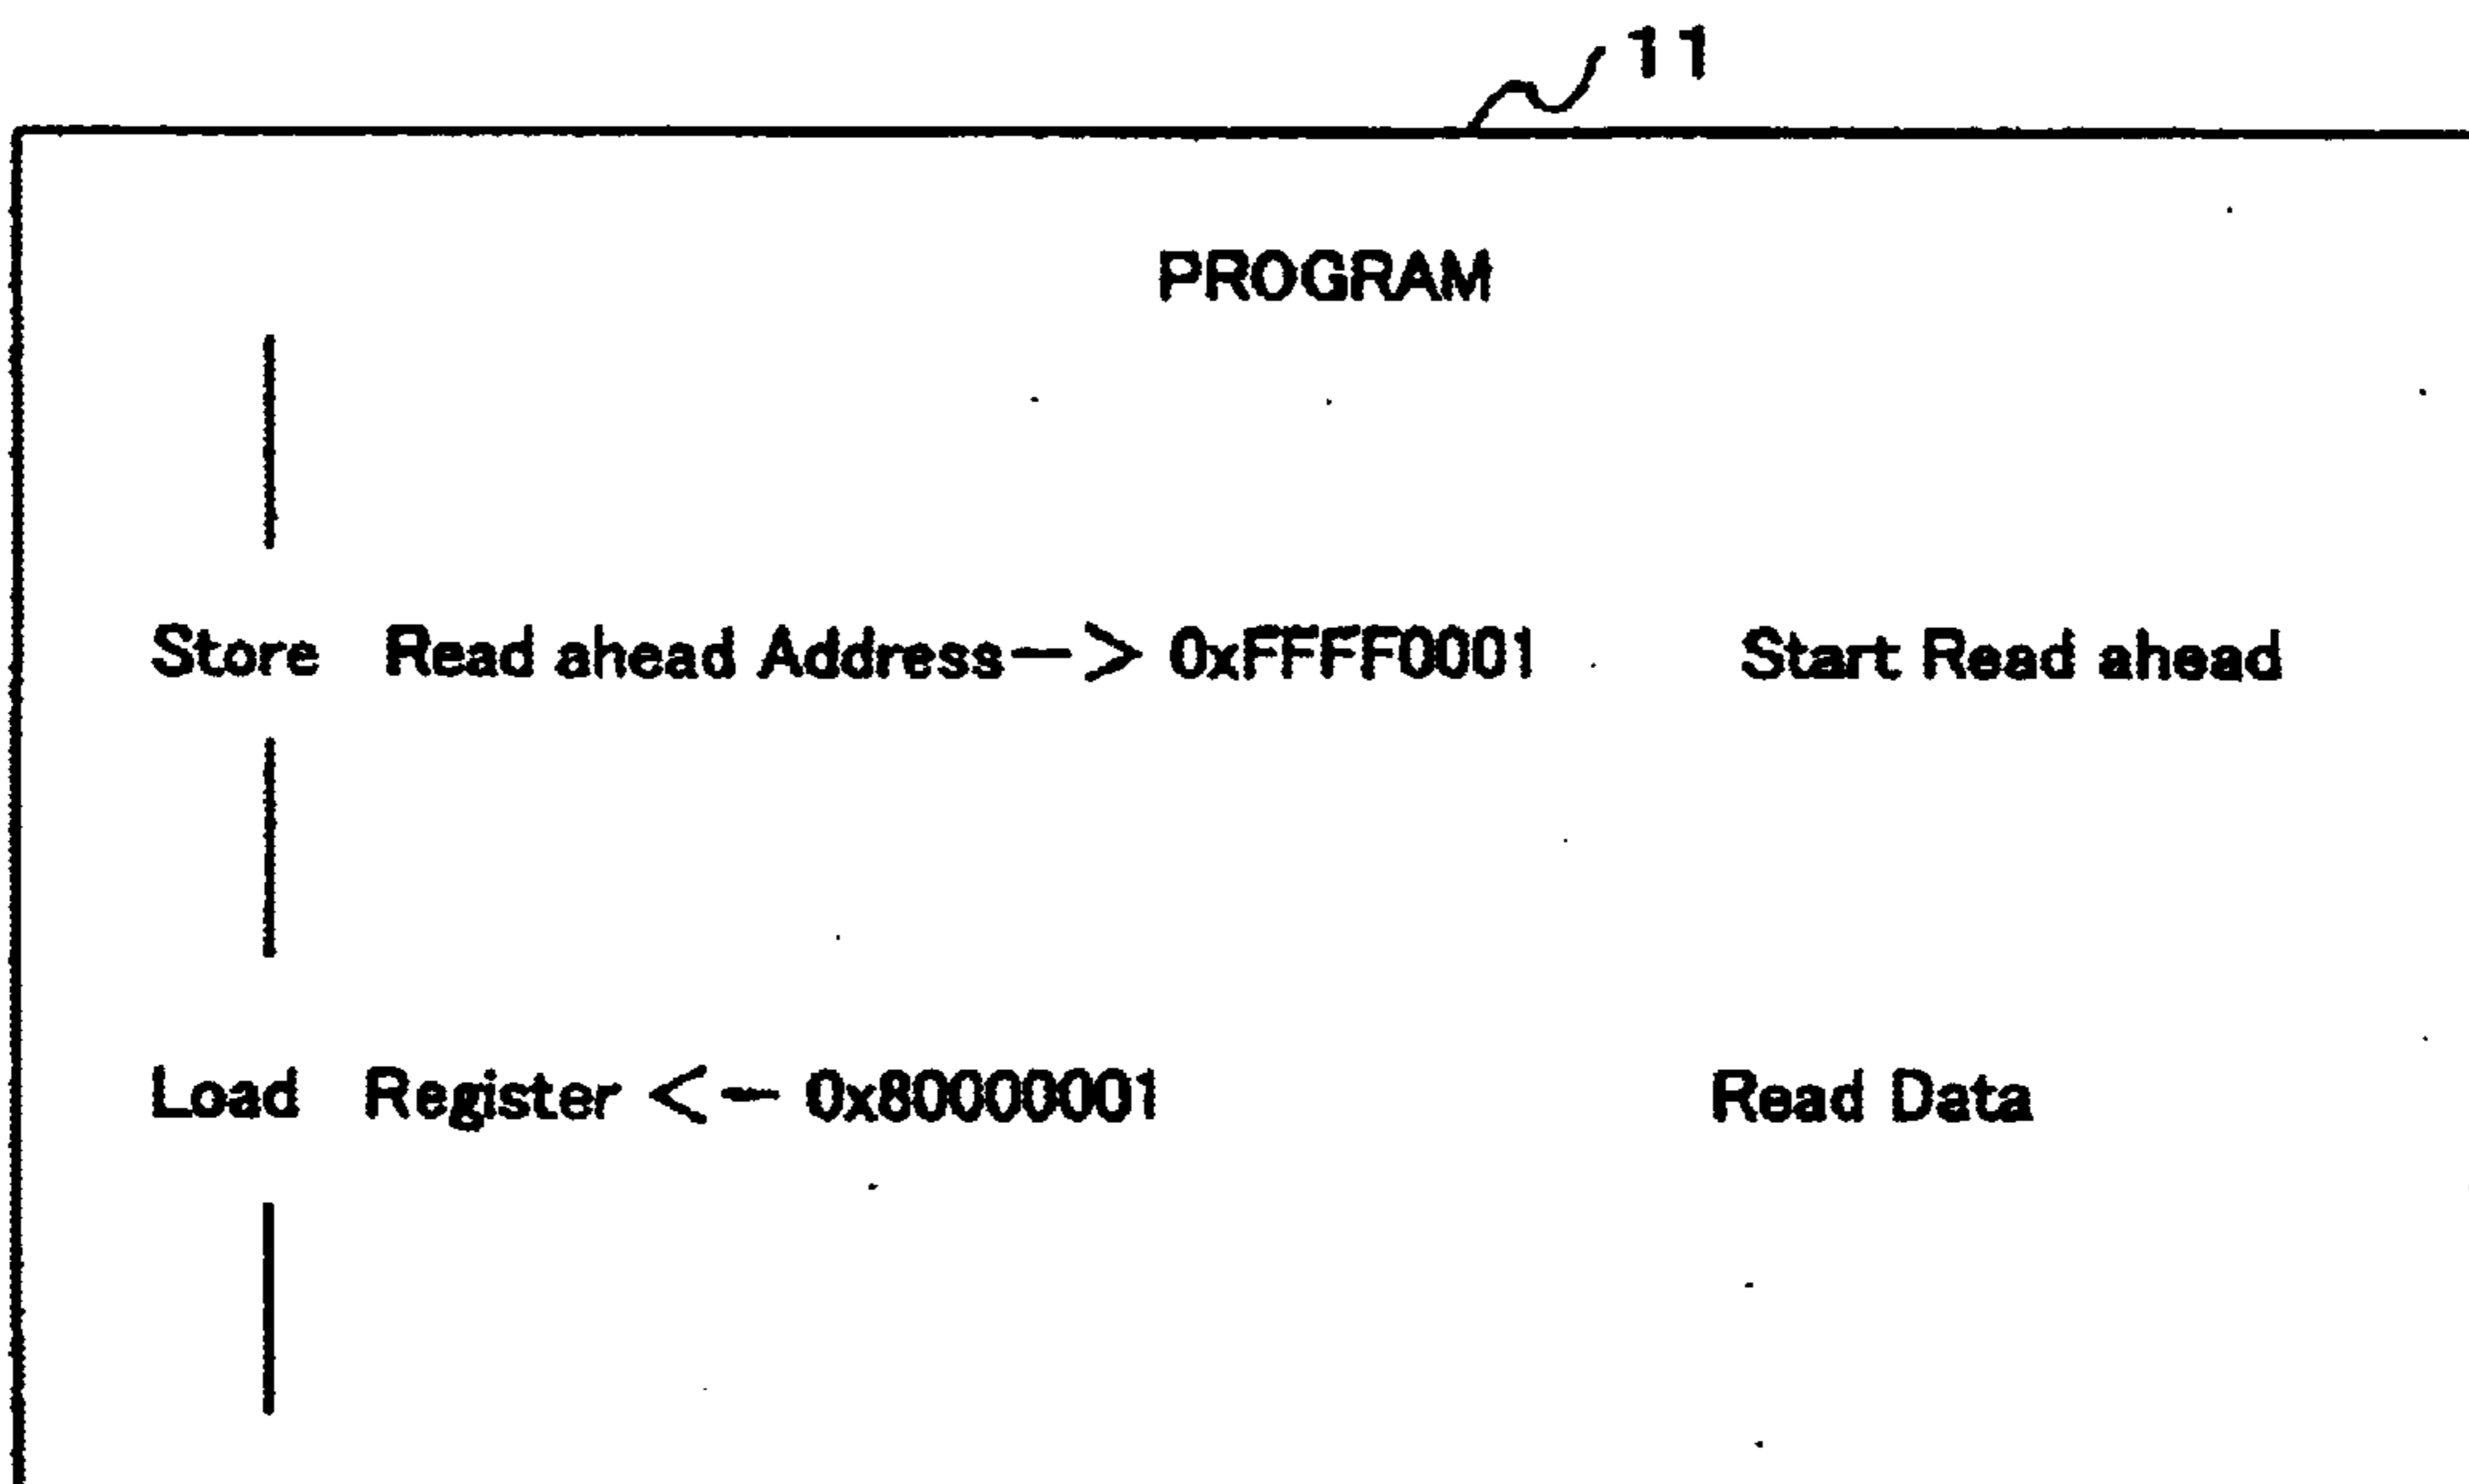 11
PROGRAM
Store Read ahead Address—> 0xFFFF0001 Start Read ahead
Load Register <— 0x80000001 Read Data